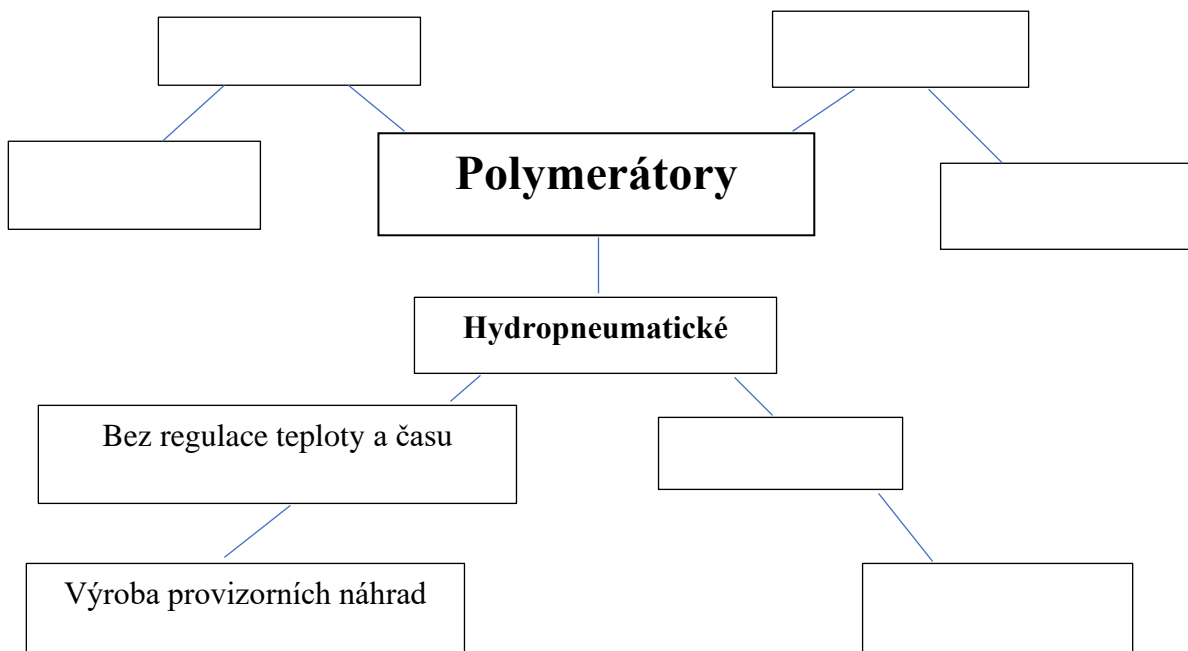 Polymerátory
Hydropneumatické
Bez regulace teploty a času
Výroba provizorních náhrad